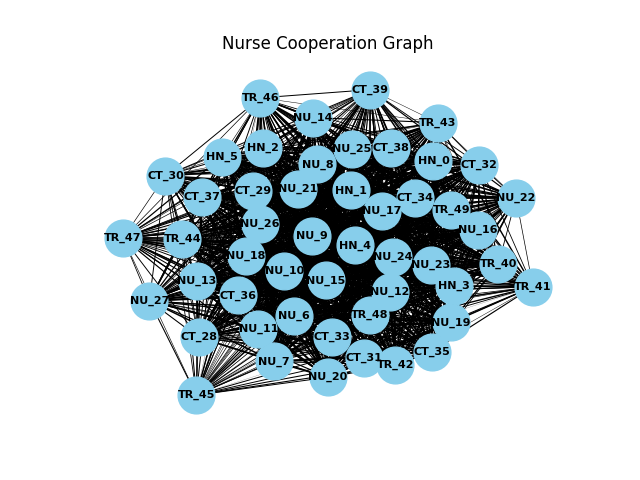 Nurse Cooperation Graph
CT_39
TR_46
NU_14
TR_43
HN_2
NU_25
CT_38
HN_5
HN_0
NU_8
CT_32
CT_30
NU_21
HN_1
CT_29
CT_37
CT_34
NU_22
TR_49
NU_17
NU_26
NU_16
NU_9
TR_47
TR_44
HN_4
NU_18
NU_24
NU_23
TR_40
NU_10
NU_15
NU_13
HN_3
TR_41
NU_12
CT_36
NU_27
TR_48
NU_6
NU_19
NU_11
CT_28
CT_33
CT_35
CT_31
NU_7
TR_42
NU_20
TR_45